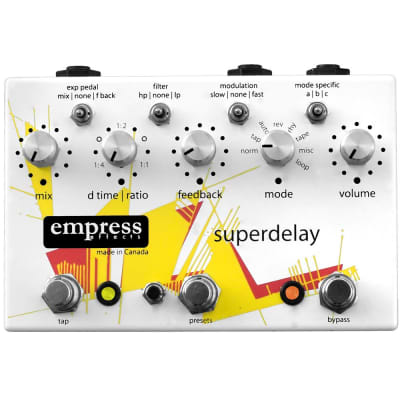 exp pedal
mix | none | f back
filter
hp | none | lp
modulation
slow | none | fast
mode specific
a | b | c
1:2
1:4
1:1
norm
auto
rev
dry
tape
misc
loop
mix
d time | ratio
feedback
mode
volume
empress
effects
made in Canada
superdelay
tap
presets
bypass